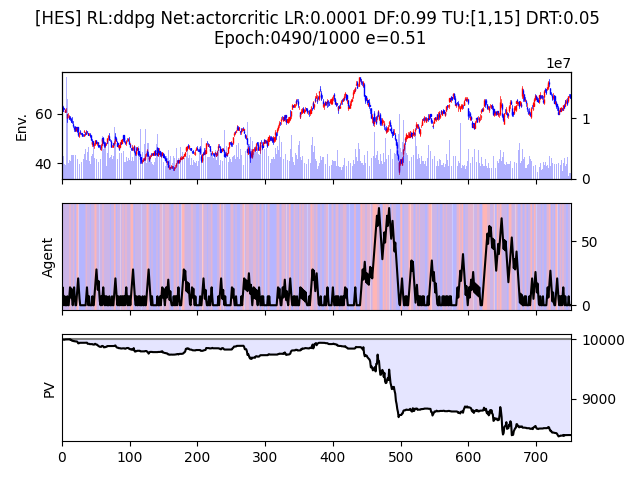 [HES] RL:ddpg Net:actorcritic LR:0.0001 DF:0.99 TU:[1,15] DRT:0.05
Epoch:0490/1000 e=0.51
1e7
Env.
60
40
1
0
Agent
50
0
PV
10000
9000
0 100 200 300 400 500 600 700